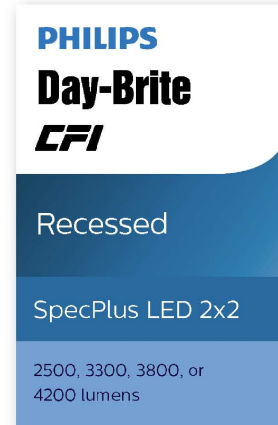 PHILIPS
Day-Brite
CFI
Recessed
SpecPlus LED 2x2
2500, 3300, 3800, or
4200 lumens